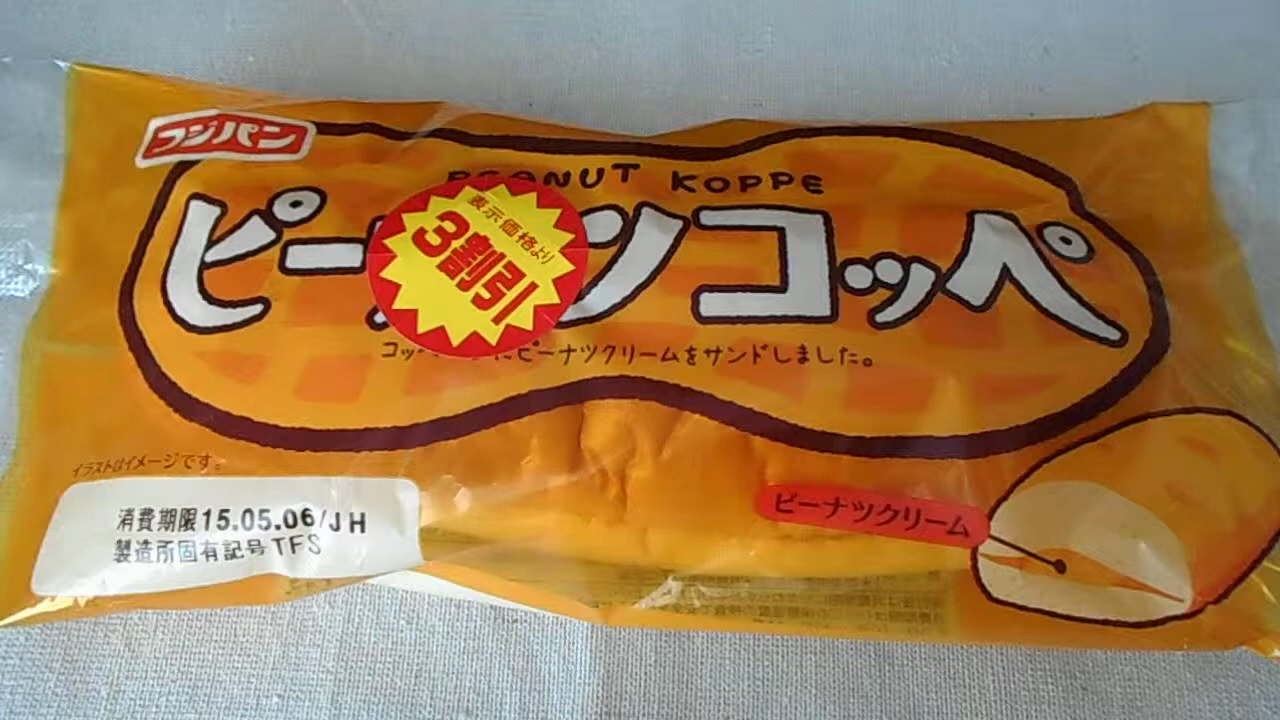 フジパン
PEANUT KOPPE
ピー ツコッペ
表示価格より
3割引
コッペ にピーナツクリームをサンドしました。
イラストはイメージです。
ピーナツクリーム
消費期限15.05.06/JH
製造所固有記号TFS